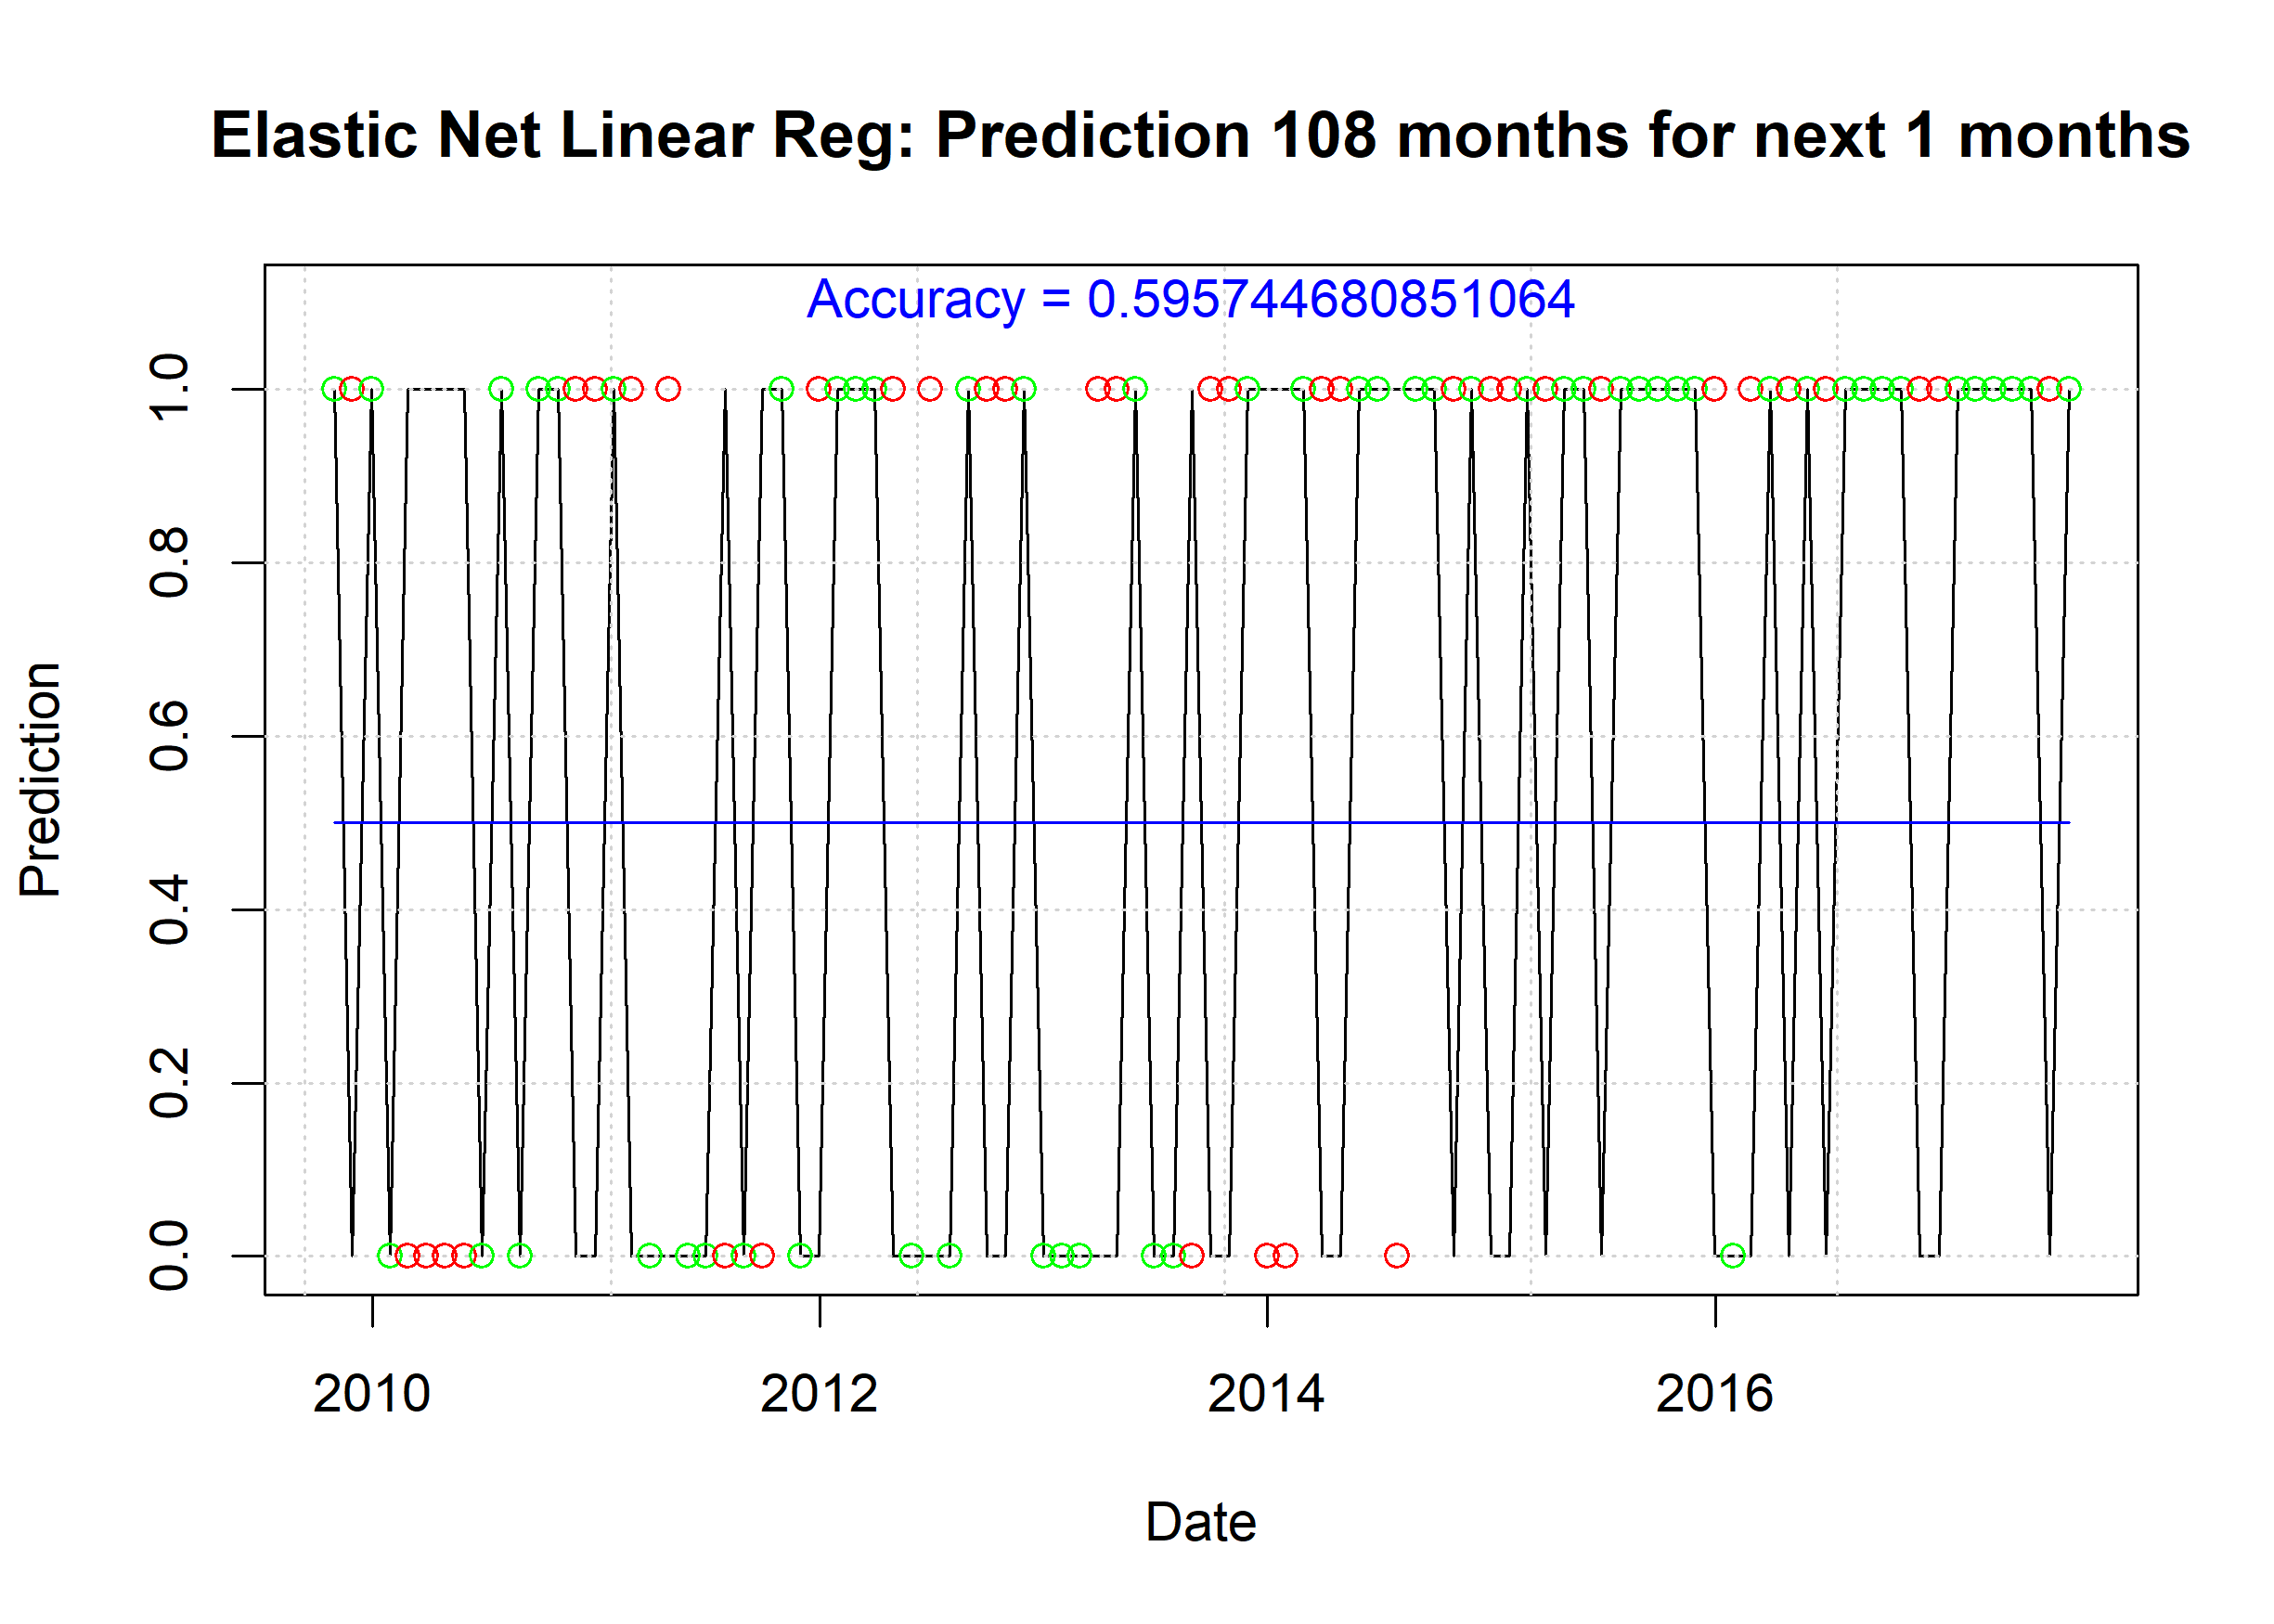 Elastic Net Linear Reg: Prediction 108 months for next 1 months
Accuracy = 0.595744680851064
1.0
0.8
0.6
0.4
0.2
0.0
Prediction
2010 2012 2014 2016
Date